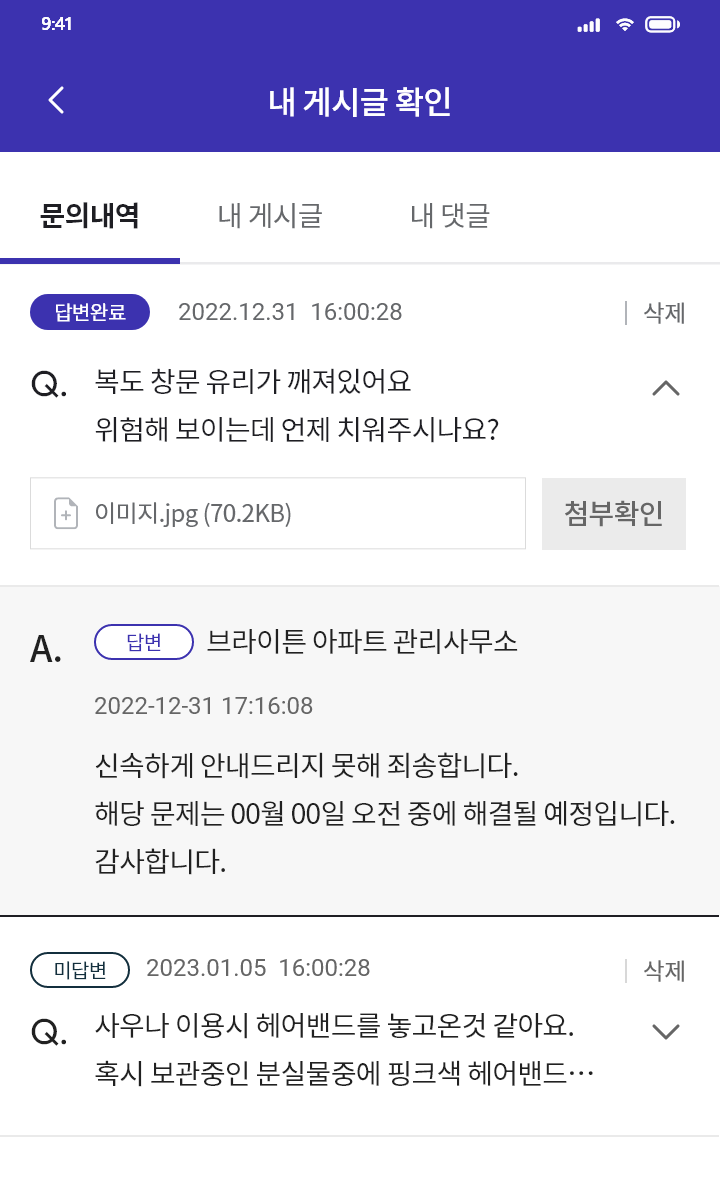 9:41
내 게시글 확인
문의내역 내 게시글 내 댓글
답변완료 2022.12.31 16:00:28 | 삭제
Q. 복도 창문 유리가 깨져있어요
위험해 보이는데 언제 치워주시나요?
이미지.jpg (70.2KB) 첨부확인
A. 답변 브라이튼 아파트 관리사무소
2022-12-31 17:16:08
신속하게 안내드리지 못해 죄송합니다.
해당 문제는 00월 00일 오전 중에 해결될 예정입니다.
감사합니다.
미답변 2023.01.05 16:00:28 | 삭제
Q. 사우나 이용시 헤어밴드를 놓고온것 같아요.
혹시 보관중인 분실물중에 핑크색 헤어밴드…